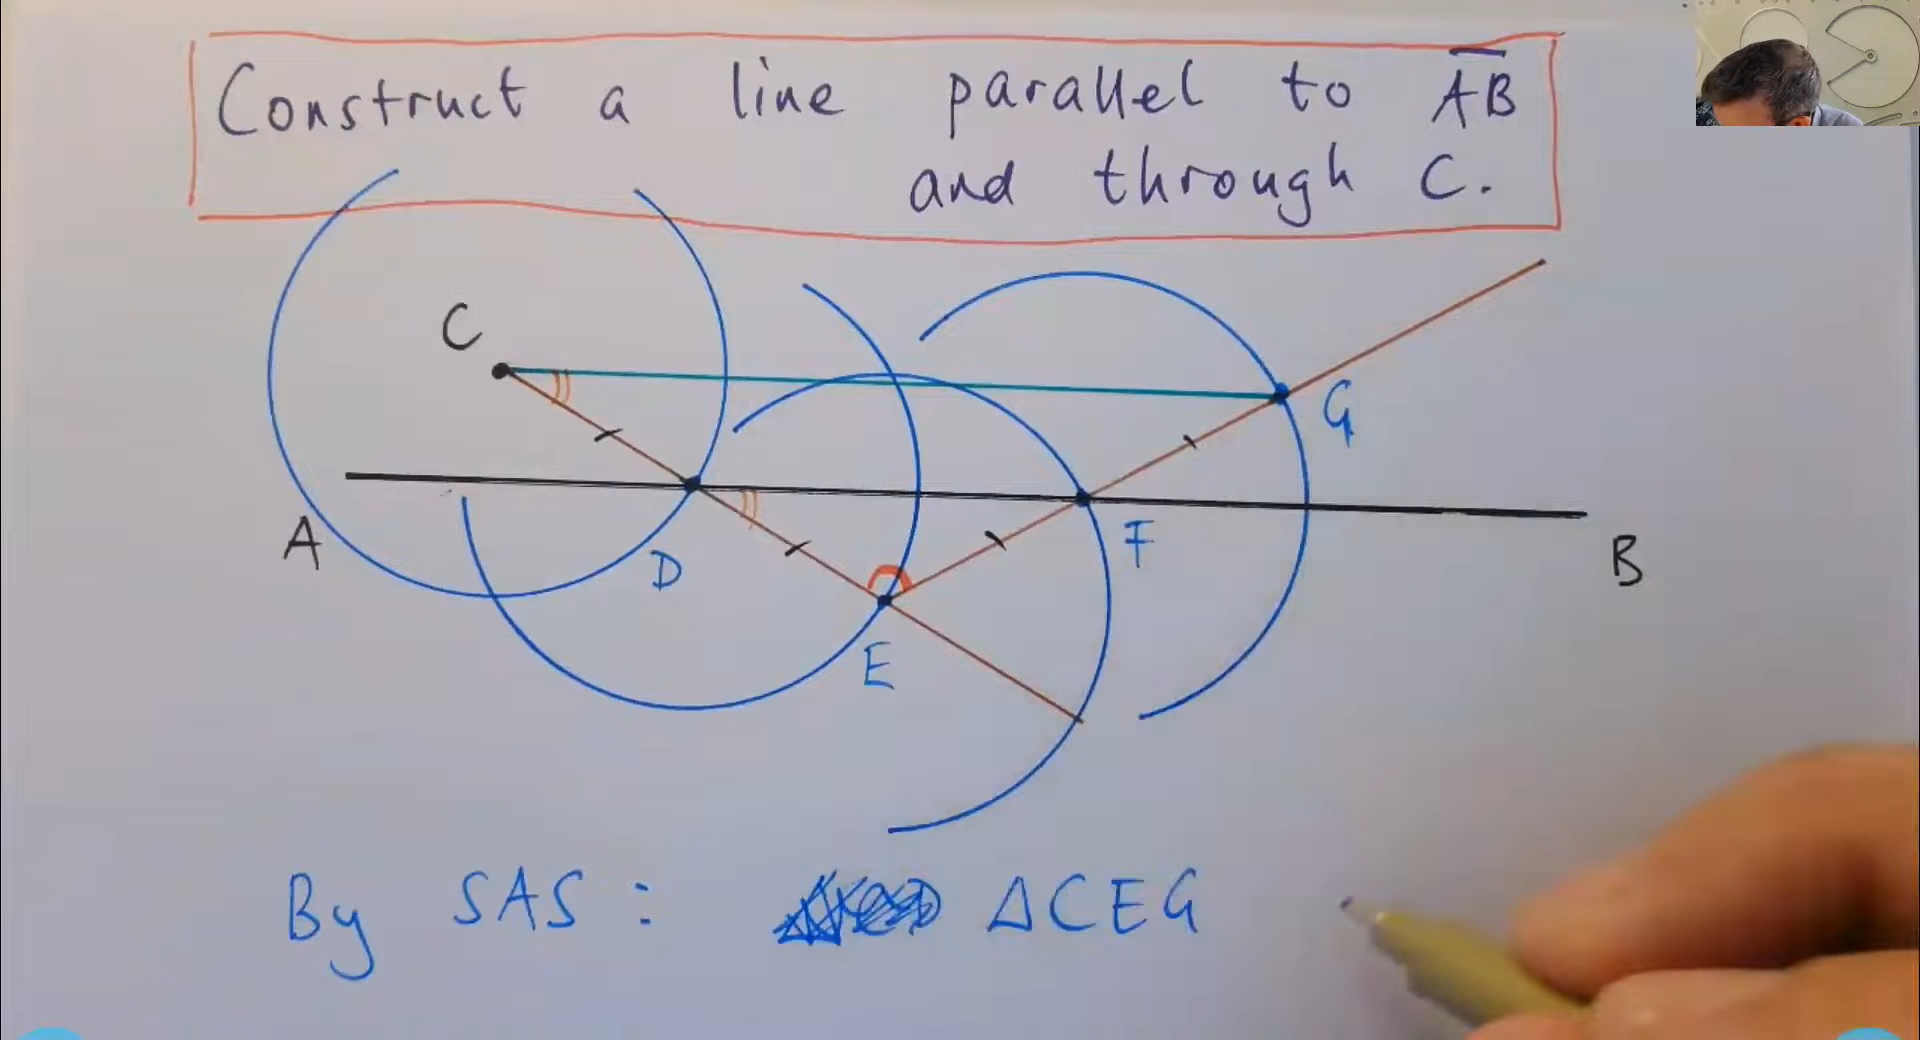 Construct a line parallel to AB
and through C.
C
G
A
D
F
B
E
By SAS: ΔCEG